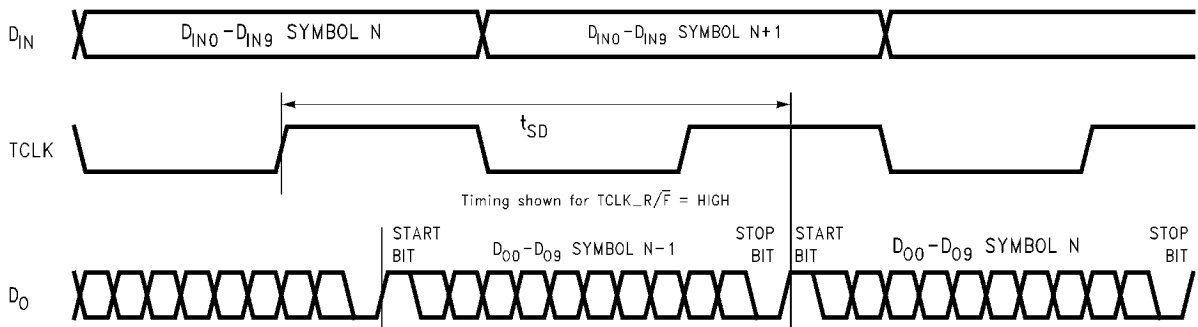 D_IN
D_IN0–D_IN9 SYMBOL N
D_IN0–D_IN9 SYMBOL N+1
t_SD
TCLK
Timing shown for TCLK_R/F̅ = HIGH
START BIT
D_O0–D_O9 SYMBOL N−1
STOP BIT
START BIT
D_O0–D_O9 SYMBOL N
STOP BIT
D_O